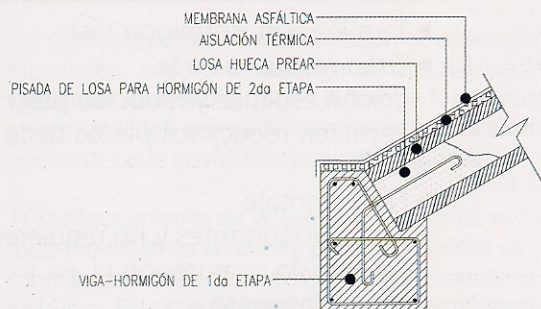 MEMBRANA ASFÁLTICA
AISLACIÓN TÉRMICA
LOSA HUECA PREAR
PISADA DE LOSA PARA HORMIGÓN DE 2da ETAPA
VIGA-HORMIGÓN DE 1da ETAPA